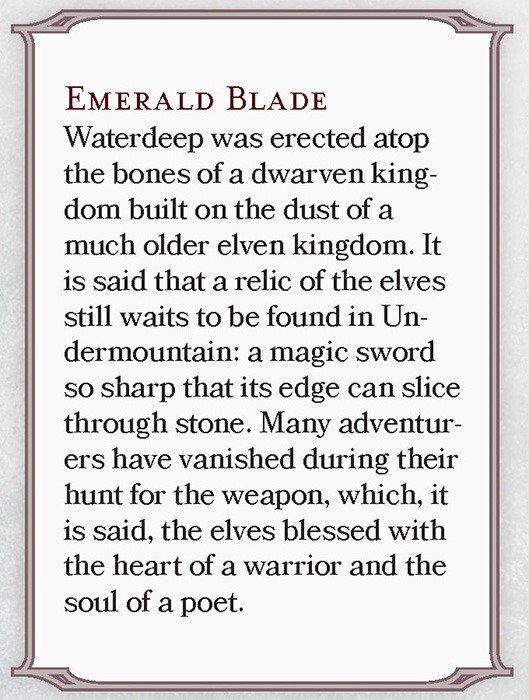 Emerald Blade
Waterdeep was erected atop
the bones of a dwarven king-
dom built on the dust of a
much older elven kingdom. It
is said that a relic of the elves
still waits to be found in Un-
dermountain: a magic sword
so sharp that its edge can slice
through stone. Many adventur-
ers have vanished during their
hunt for the weapon, which, it
is said, the elves blessed with
the heart of a warrior and the
soul of a poet.